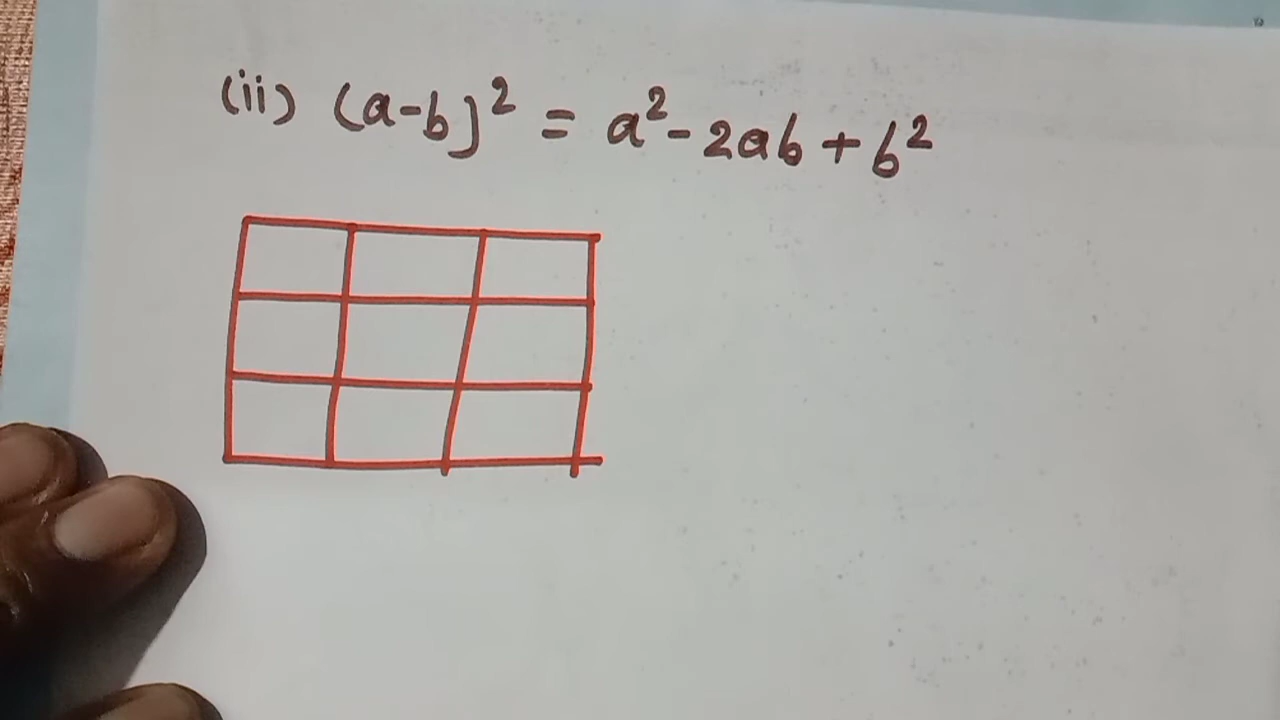 (ii) (a-b)² = a² - 2ab + b²